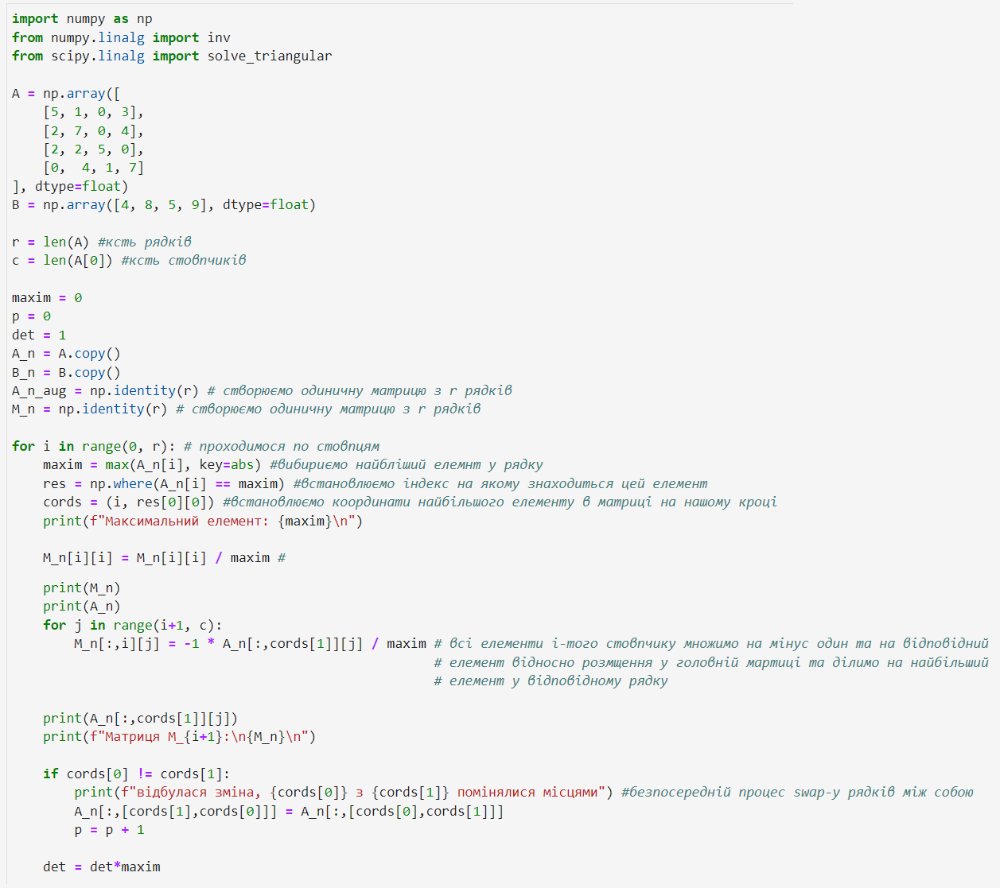 import numpy as np
from numpy.linalg import inv
from scipy.linalg import solve_triangular

A = np.array([
    [5, 1, 0, 3],
    [2, 7, 0, 4],
    [2, 2, 5, 0],
    [0,  4, 1, 7]
], dtype=float)
B = np.array([4, 8, 5, 9], dtype=float)

r = len(A) #ксть рядків
c = len(A[0]) #ксть стовпчиків

maxim = 0
p = 0
det = 1
A_n = A.copy()
B_n = B.copy()
A_n_aug = np.identity(r) # створюємо одиничну матрицю з r рядків
M_n = np.identity(r) # створюємо одиничну матрицю з r рядків

for i in range(0, r): # проходимося по стовпцям
    maxim = max(A_n[i], key=abs) #вибириємо найбліший елемнт у рядку
    res = np.where(A_n[i] == maxim) #встановлюємо індекс на якому знаходиться цей елемент
    cords = (i, res[0][0]) #встановлюємо координати найбільшого елементу в матриці на нашому кроці
    print(f"Максимальний елемент: {maxim}\n")

    M_n[i][i] = M_n[i][i] / maxim #

    print(M_n)
    print(A_n)
    for j in range(i+1, c):
        M_n[:,i][j] = -1 * A_n[:,cords[1]][j] / maxim # всі елементи і-того стовпчику множимо на мінус один та на відповідний
                                                      # елемент відносно розмщення у головній мартиці та ділимо на найбільший
                                                      # елемент у відповідному рядку

    print(A_n[:,cords[1]][j])
    print(f"Матриця M_{i+1}:\n{M_n}\n")

    if cords[0] != cords[1]:
        print(f"відбулася зміна, {cords[0]} з {cords[1]} помінялися місцями") #безпосередній процес swap-у рядків між собою
        A_n[:,[cords[1],cords[0]]] = A_n[:,[cords[0],cords[1]]]
        p = p + 1

    det = det*maxim